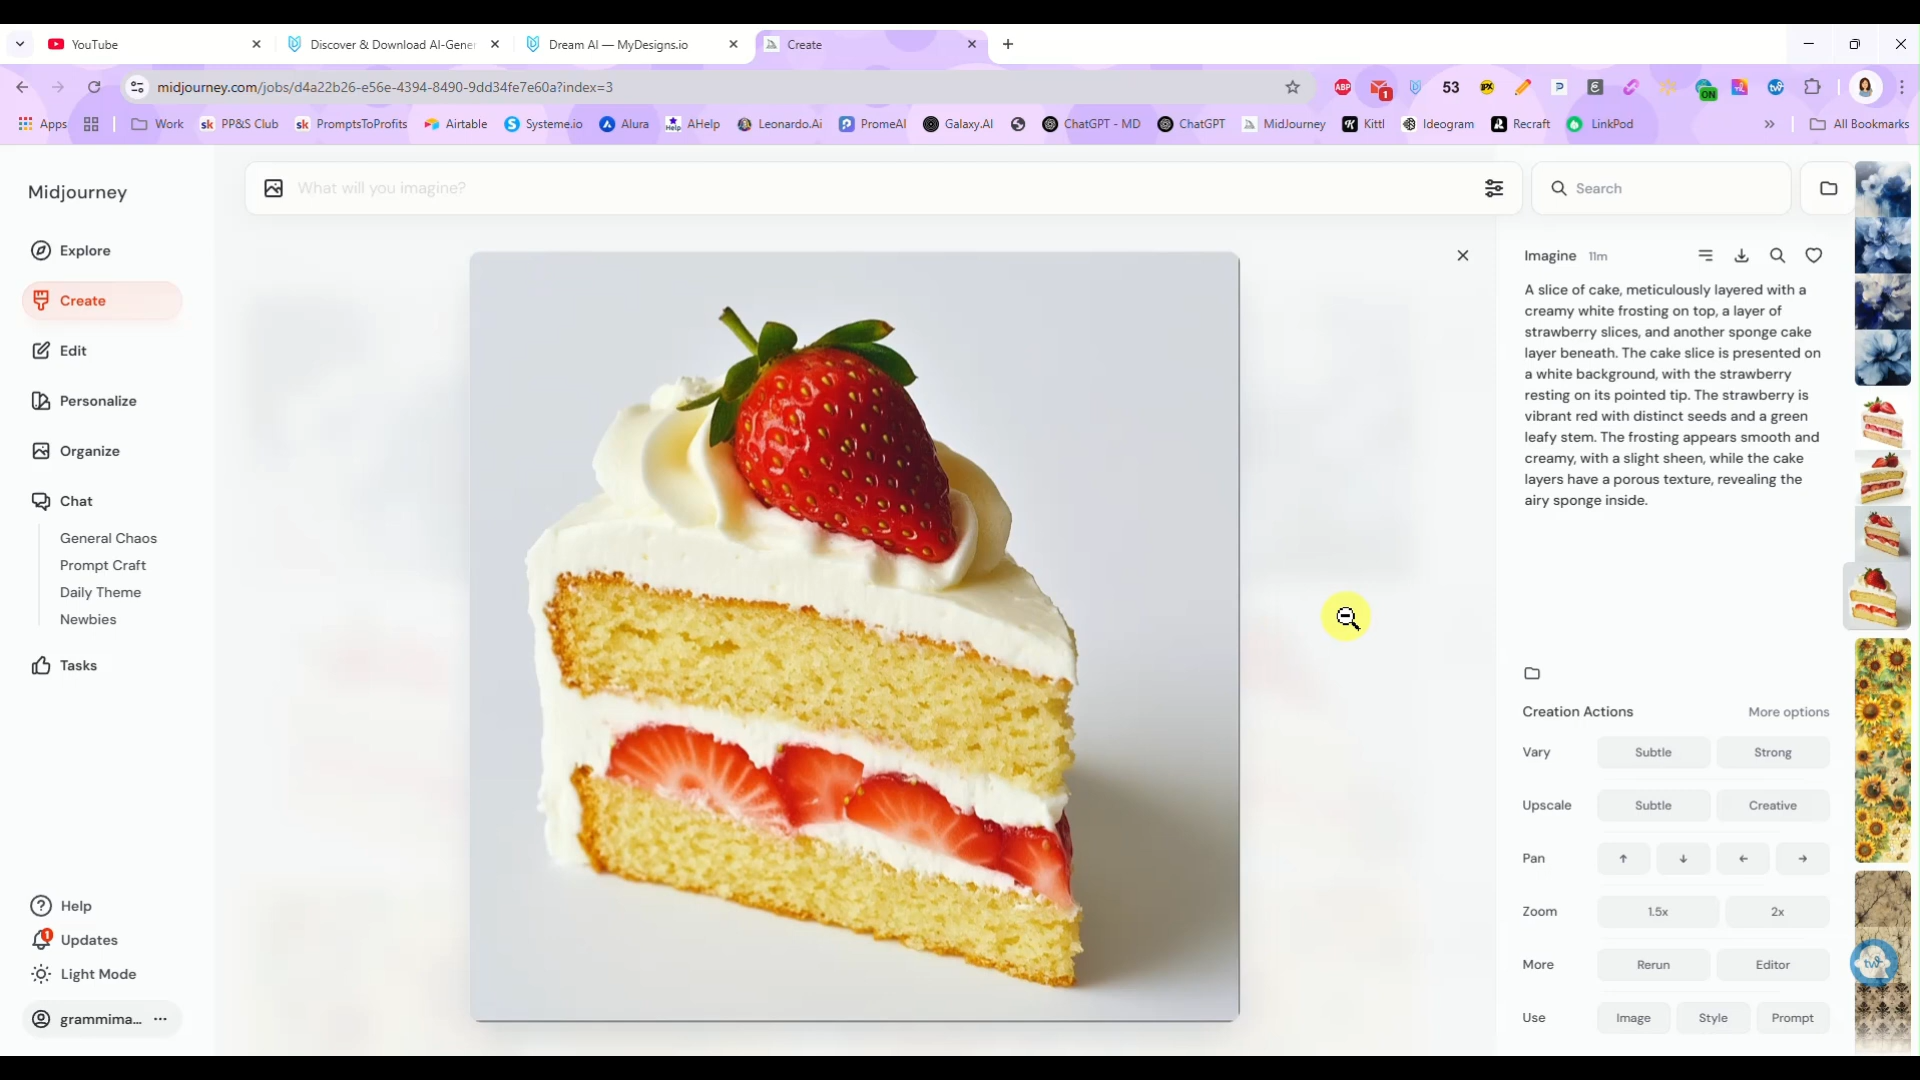 YouTube
Discover & Download AI-Gener
Dream AI — MyDesigns.io
Create
midjourney.com/jobs/d4a22b26-e56e-4394-8490-9dd34fe7e60a?index=3
ABP
1
53
ON
Apps
Work
sk PP&S Club
sk PromptsToProfits
Airtable
Systeme.io
Alura
Help AHelp
Leonardo.Ai
PromeAI
Galaxy.AI
ChatGPT - MD
ChatGPT
MidJourney
Kittl
Ideogram
Recraft
LinkPod
All Bookmarks
Midjourney
What will you imagine?
Search
Explore
Create
Edit
Personalize
Organize
Chat
General Chaos
Prompt Craft
Daily Theme
Newbies
Tasks
Help
1
Updates
Light Mode
grammima...
Imagine 11m
A slice of cake, meticulously layered with a
creamy white frosting on top, a layer of
strawberry slices, and another sponge cake
layer beneath. The cake slice is presented on
a white background, with the strawberry
resting on its pointed tip. The strawberry is
vibrant red with distinct seeds and a green
leafy stem. The frosting appears smooth and
creamy, with a slight sheen, while the cake
layers have a porous texture, revealing the
airy sponge inside.
Creation Actions More options
Vary Subtle Strong
Upscale Subtle Creative
Pan
Zoom 1.5x 2x
More Rerun Editor
Use Image Style Prompt